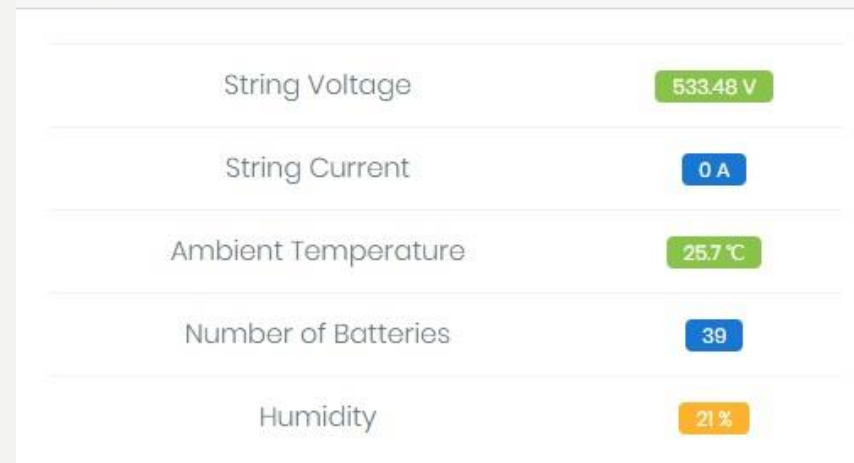 String Voltage 533.48 V
String Current 0 A
Ambient Temperature 25.7 ℃
Number of Batteries 39
Humidity 21 %